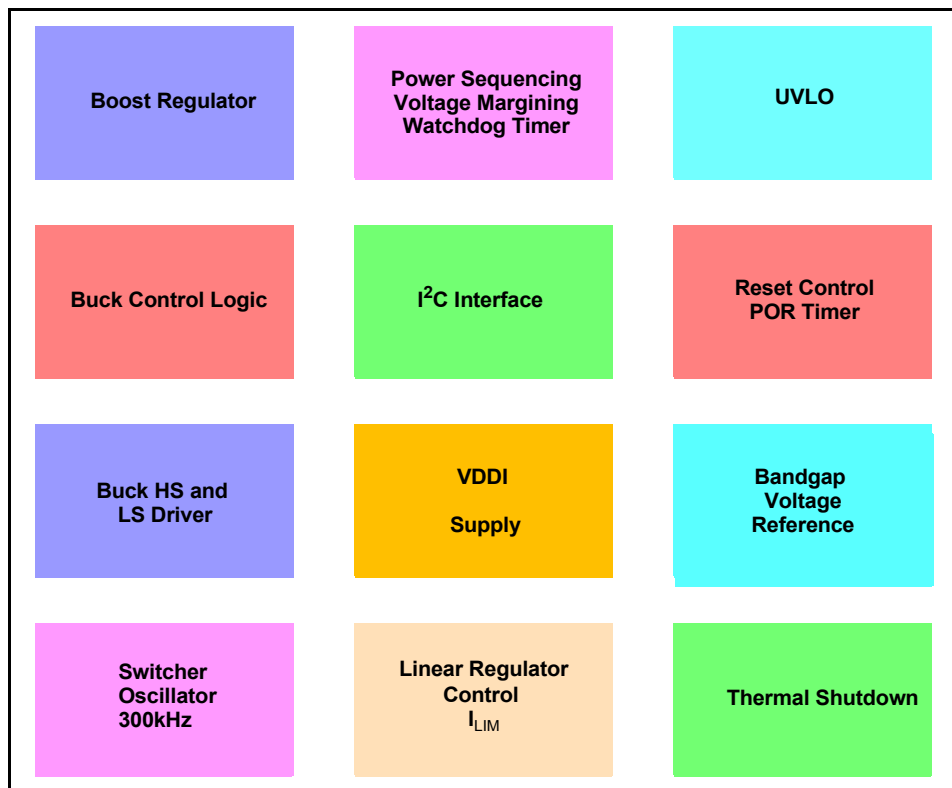 Boost Regulator
Power Sequencing
Voltage Margining
Watchdog Timer
UVLO
Buck Control Logic
I²C Interface
Reset Control
POR Timer
Buck HS and
LS Driver
VDDI
Supply
Bandgap
Voltage
Reference
Switcher
Oscillator
300kHz
Linear Regulator
Control
I_LIM
Thermal Shutdown